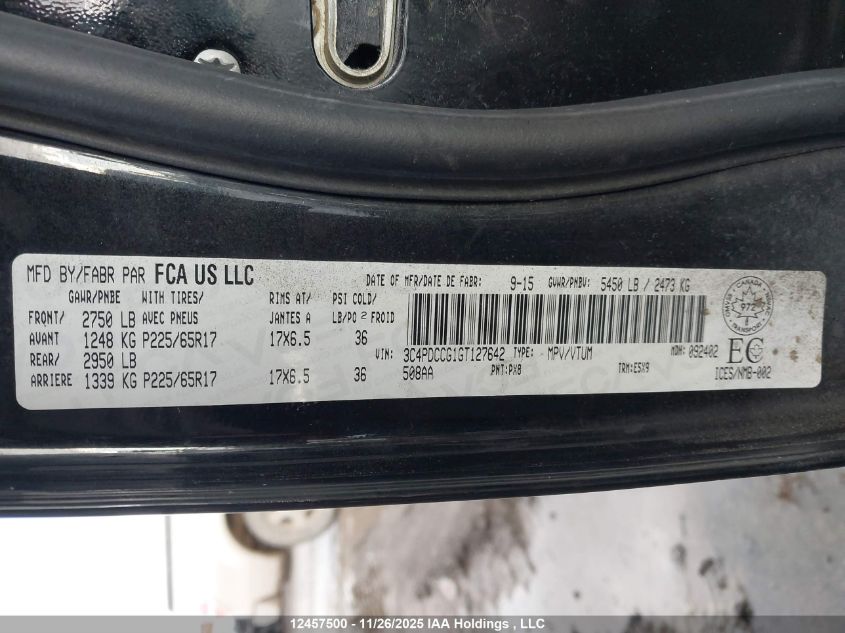 MFD BY/FABR PAR FCA US LLC DATE OF MFR/DATE DE FABR: 9-15 GVWR/PNBV: 5450 LB / 2473 KG
GAWR/PNBE WITH TIRES/ RIMS AT/ PSI COLD/
FRONT/ 2750 LB AVEC PNEUS JANTES A LB/PO 2 FROID
AVANT 1248 KG P225/65R17 17X6.5 36
REAR/ 2950 LB
ARRIERE 1339 KG P225/65R17 17X6.5 36
VIN: 3C4PDCCG1GT127642 TYPE: MPV/VTUM MDH: 092402
508AA PNT:PX8 TRM:E5X9
CANADA
972
TRANSPORT
EC
ICES/NMB-002
12457500 - 11/26/2025 IAA Holdings , LLC